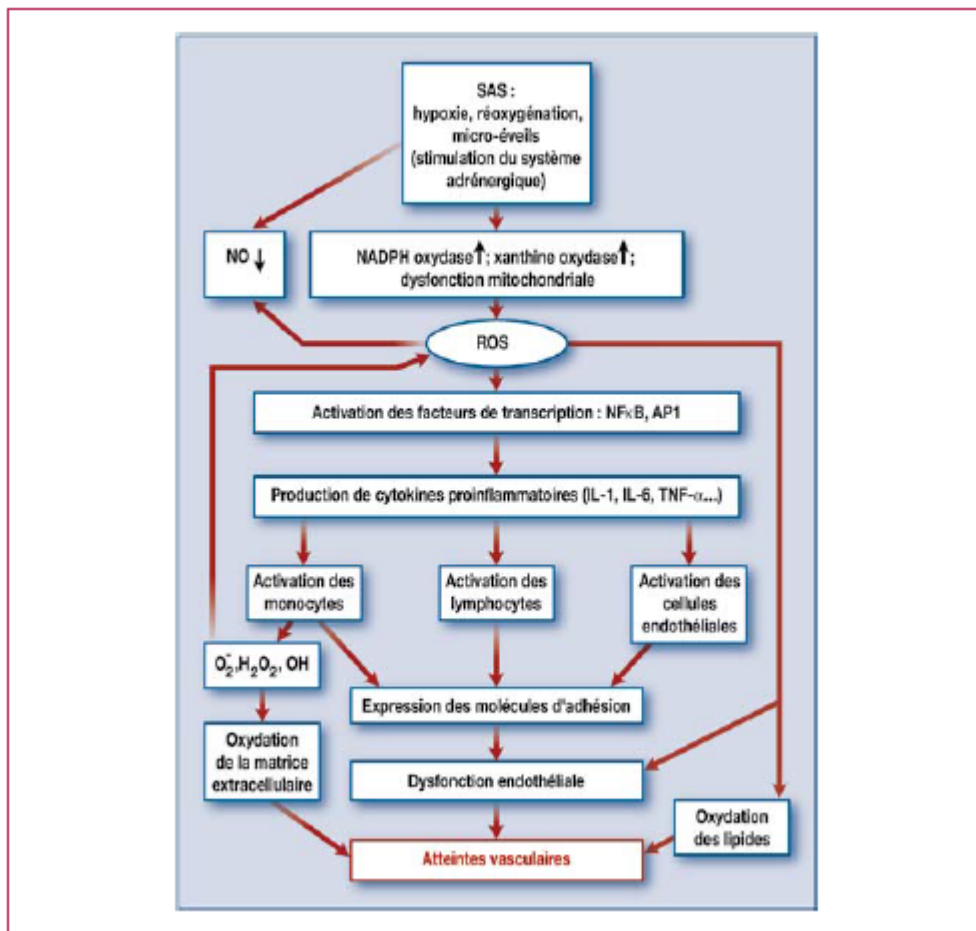 SAS :
hypoxie, réoxygénation,
micro-éveils
(stimulation du système
adrénergique)
NO ↓
NADPH oxydase↑; xanthine oxydase↑;
dysfonction mitochondriale
ROS
Activation des facteurs de transcription : NFκB, AP1
Production de cytokines proinflammatoires (IL-1, IL-6, TNF-α...)
Activation des
monocytes
Activation des
lymphocytes
Activation des
cellules
endothéliales
O₂⁻,H₂O₂, OH
Expression des molécules d'adhésion
Oxydation
de la matrice
extracellulaire
Dysfonction endothéliale
Oxydation
des lipides
Atteintes vasculaires